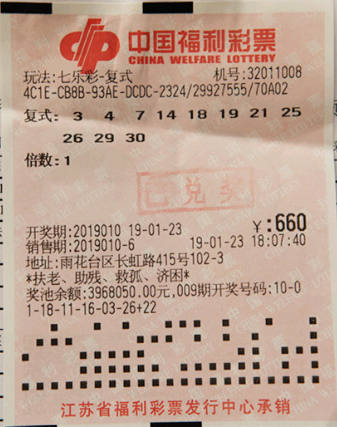 中国福利彩票
CHINA WELFARE LOTTERY
玩法:七乐彩-复式 机号:32011008
4C1E-CB8B-93AE-DCDC-2324/29927555/70A02
复式: 3 4 7 14 18 19 21 25
26 29 30
倍数:1
已兑奖
开奖期:2019010 19-01-23 ¥:660
销售期:2019010-6 19-01-23 18:07:40
地址:雨花台区长虹路415号102-3
*扶老、助残、救孤、济困*
奖池余额:3968050.00元,009期开奖号码:10-0
1-18-11-16-03-26+22
江苏省福利彩票发行中心承销